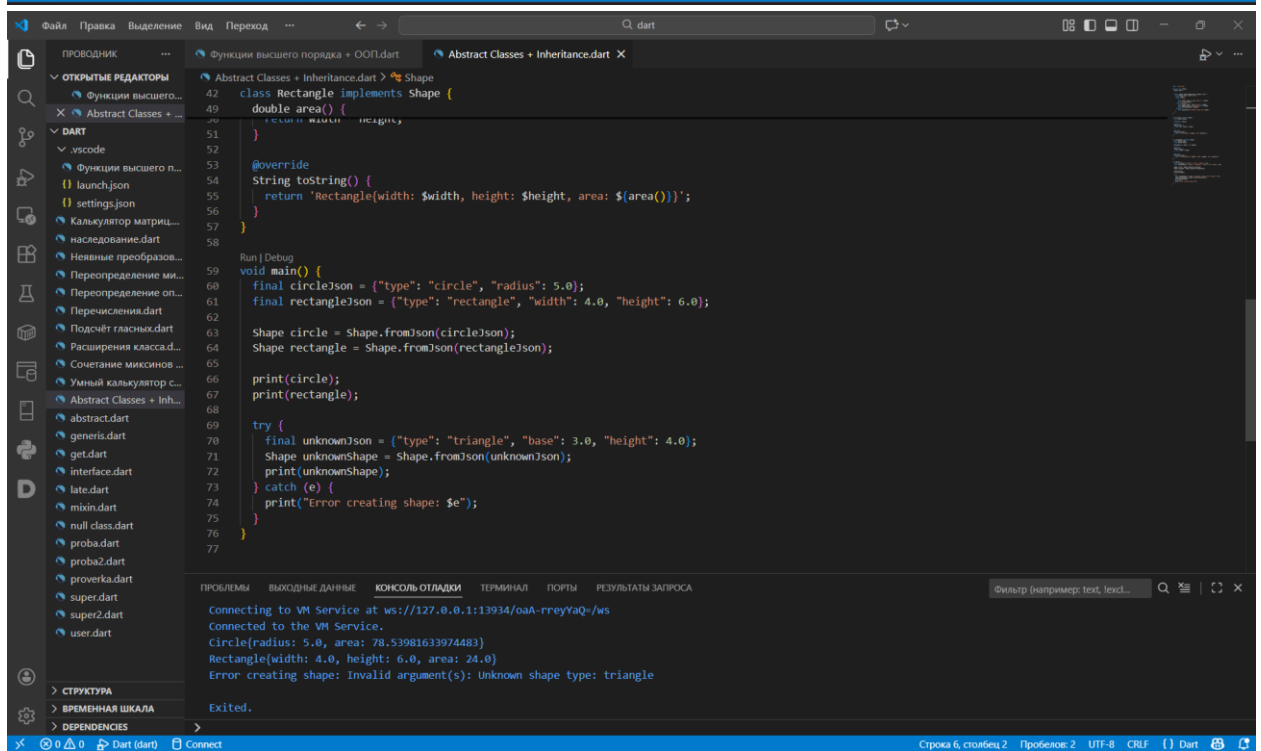 Файл Правка Выделение Вид Переход ··· ← → dart
ПРОВОДНИК ···
ОТКРЫТЫЕ РЕДАКТОРЫ
Функции высшего...
Abstract Classes + ...
DART
.vscode
Функции высшего п...
{} launch.json
{} settings.json
Калькулятор матриц....
наследование.dart
Неявные преобразов...
Переопределение ми...
Переопределение оп...
Перечисления.dart
Подсчёт гласных.dart
Расширения класса.d...
Сочетание миксинов ...
Умный калькулятор с...
Abstract Classes + Inh...
abstract.dart
generis.dart
get.dart
interface.dart
late.dart
mixin.dart
null class.dart
proba.dart
proba2.dart
proverka.dart
super.dart
super2.dart
user.dart
СТРУКТУРА
ВРЕМЕННАЯ ШКАЛА
DEPENDENCIES
Функции высшего порядка + ООП.dart Abstract Classes + Inheritance.dart
Abstract Classes + Inheritance.dart > Shape
42 class Rectangle implements Shape {
49 double area() {
50 return width height;
51 }
52
53 @override
54 String toString() {
55 return 'Rectangle{width: $width, height: $height, area: ${area()}}';
56 }
57 }
58
Run | Debug
59 void main() {
60 final circleJson = {"type": "circle", "radius": 5.0};
61 final rectangleJson = {"type": "rectangle", "width": 4.0, "height": 6.0};
62
63 Shape circle = Shape.fromJson(circleJson);
64 Shape rectangle = Shape.fromJson(rectangleJson);
65
66 print(circle);
67 print(rectangle);
68
69 try {
70 final unknownJson = {"type": "triangle", "base": 3.0, "height": 4.0};
71 Shape unknownShape = Shape.fromJson(unknownJson);
72 print(unknownShape);
73 } catch (e) {
74 print("Error creating shape: $e");
75 }
76 }
77
ПРОБЛЕМЫ ВЫХОДНЫЕ ДАННЫЕ КОНСОЛЬ ОТЛАДКИ ТЕРМИНАЛ ПОРТЫ РЕЗУЛЬТАТЫ ЗАПРОСА Фильтр (например: text, !excl...
Connecting to VM Service at ws://127.0.0.1:13934/oaA-rreyYaQ=/ws
Connected to the VM Service.
Circle{radius: 5.0, area: 78.53981633974483}
Rectangle{width: 4.0, height: 6.0, area: 24.0}
Error creating shape: Invalid argument(s): Unknown shape type: triangle
Exited.
>
0 0 Dart (dart) Connect Строка 6, столбец 2 Пробелов: 2 UTF-8 CRLF {} Dart